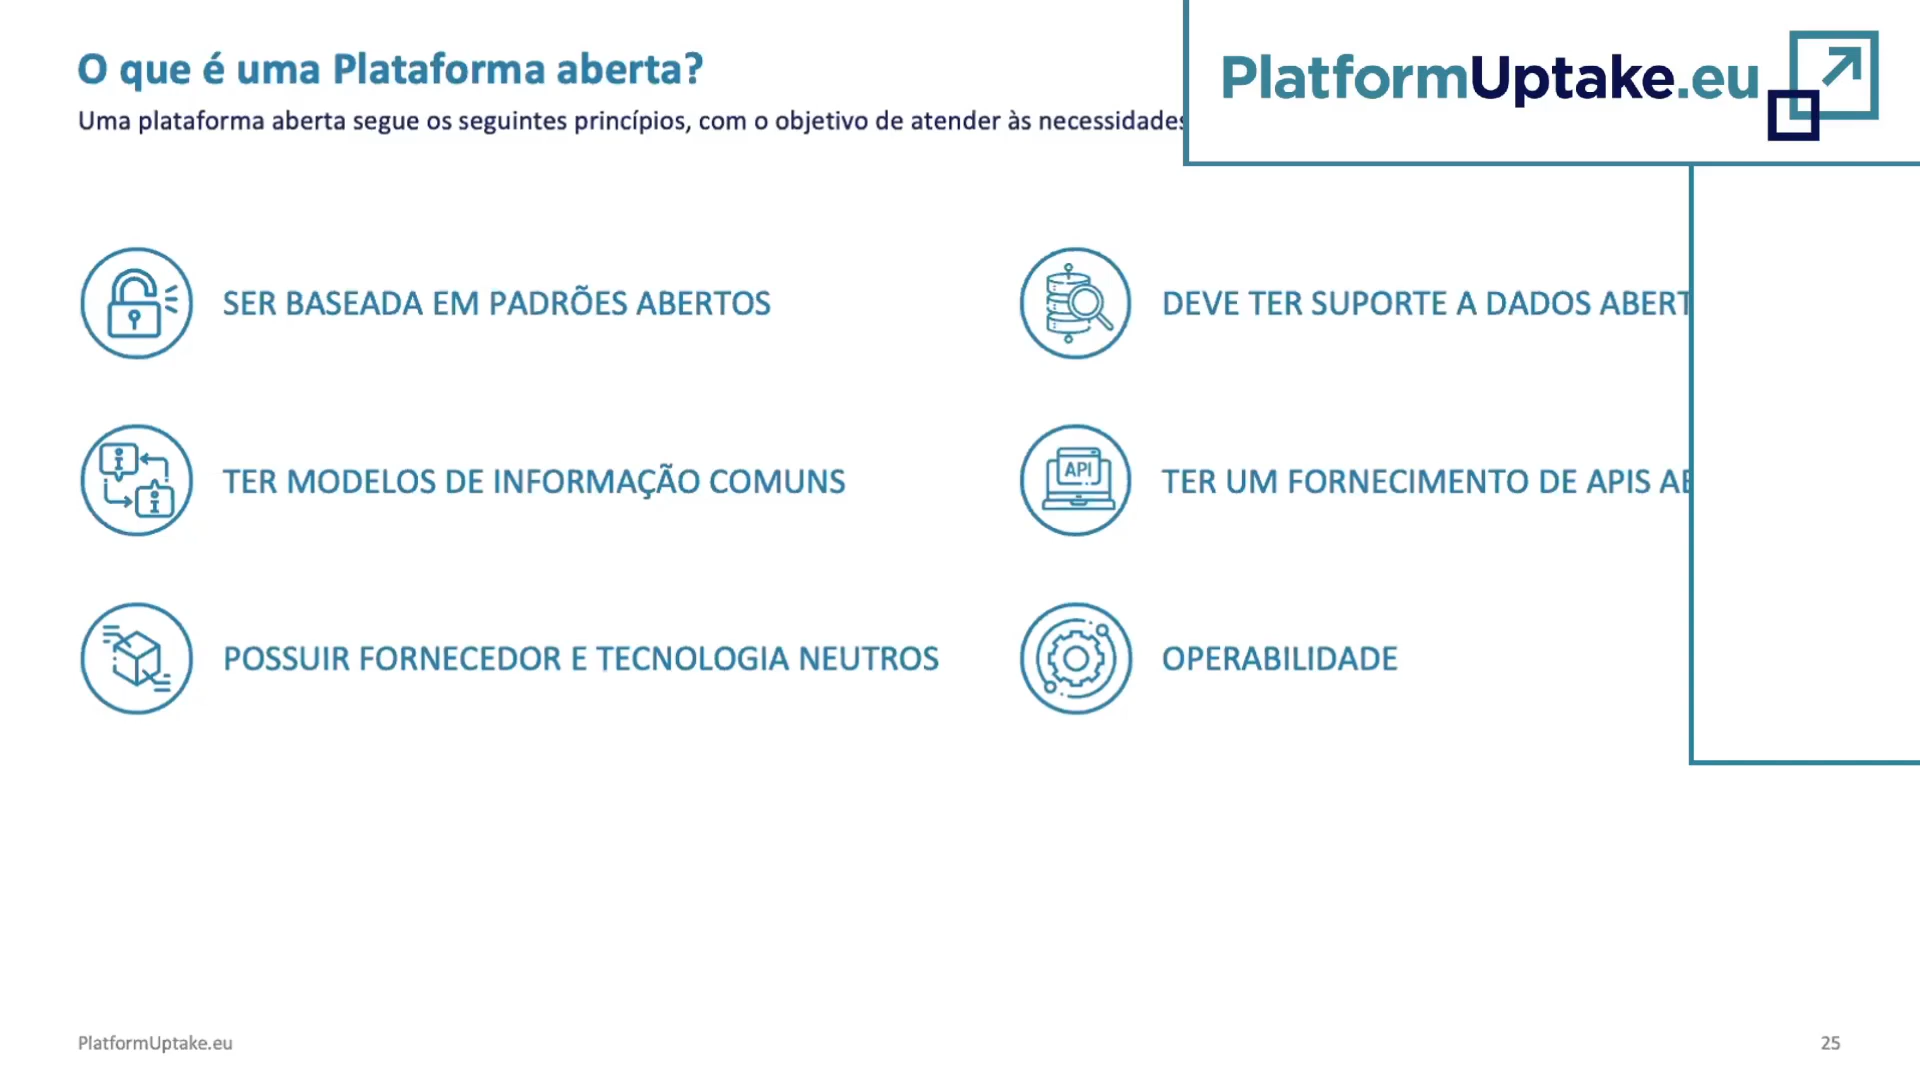 O que é uma Plataforma aberta?
Uma plataforma aberta segue os seguintes princípios, com o objetivo de atender às necessidades
PlatformUptake.eu
SER BASEADA EM PADRÕES ABERTOS
DEVE TER SUPORTE A DADOS ABERT
TER MODELOS DE INFORMAÇÃO COMUNS
API
TER UM FORNECIMENTO DE APIS AB
POSSUIR FORNECEDOR E TECNOLOGIA NEUTROS
OPERABILIDADE
PlatformUptake.eu
25